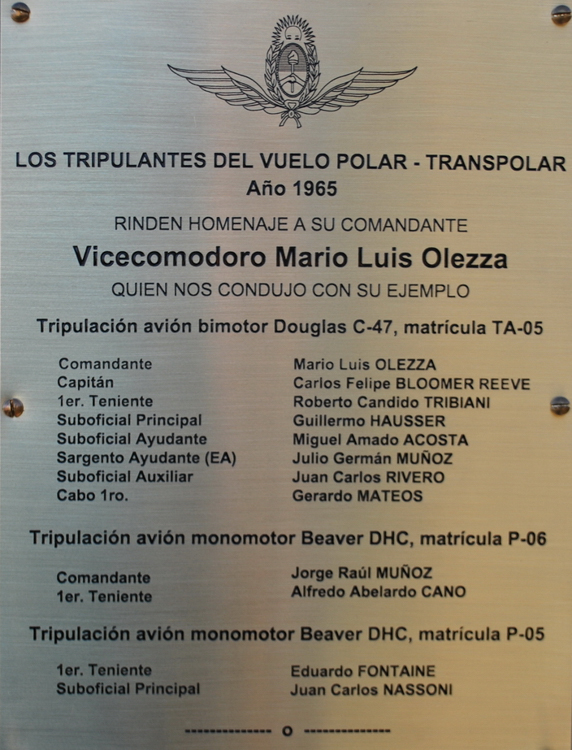 LOS TRIPULANTES DEL VUELO POLAR - TRANSPOLAR
Año 1965
RINDEN HOMENAJE A SU COMANDANTE
Vicecomodoro Mario Luis Olezza
QUIEN NOS CONDUJO CON SU EJEMPLO
Tripulación avión bimotor Douglas C-47, matrícula TA-05
Comandante Mario Luis OLEZZA
Capitán Carlos Felipe BLOOMER REEVE
1er. Teniente Roberto Candido TRIBIANI
Suboficial Principal Guillermo HAUSSER
Suboficial Ayudante Miguel Amado ACOSTA
Sargento Ayudante (EA) Julio Germán MUÑOZ
Suboficial Auxiliar Juan Carlos RIVERO
Cabo 1ro. Gerardo MATEOS
Tripulación avión monomotor Beaver DHC, matrícula P-06
Comandante Jorge Raúl MUÑOZ
1er. Teniente Alfredo Abelardo CANO
Tripulación avión monomotor Beaver DHC, matrícula P-05
1er. Teniente Eduardo FONTAINE
Suboficial Principal Juan Carlos NASSONI
-------------- o --------------